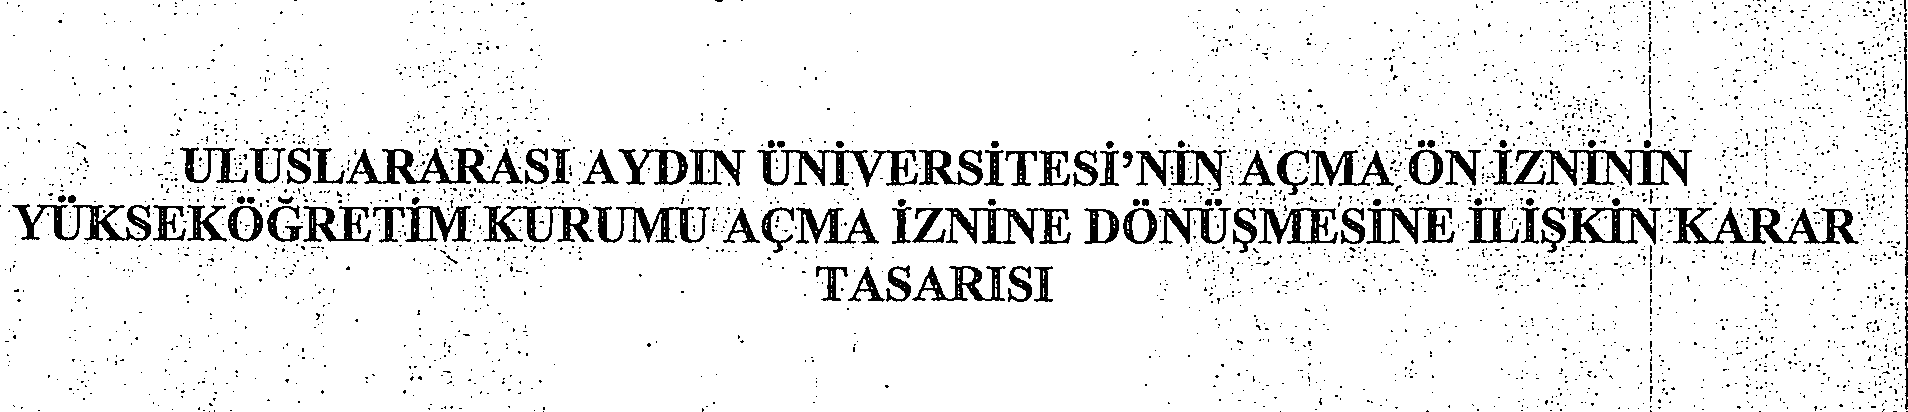 ULUSLARARASI AYDIN ÜNİVERSİTESİ'NİN AÇMA ÖN İZNİNİN
YÜKSEKÖĞRETİM KURUMU AÇMA İZNİNE DÖNÜŞMESİNE İLİŞKİN KARAR
TASARISI